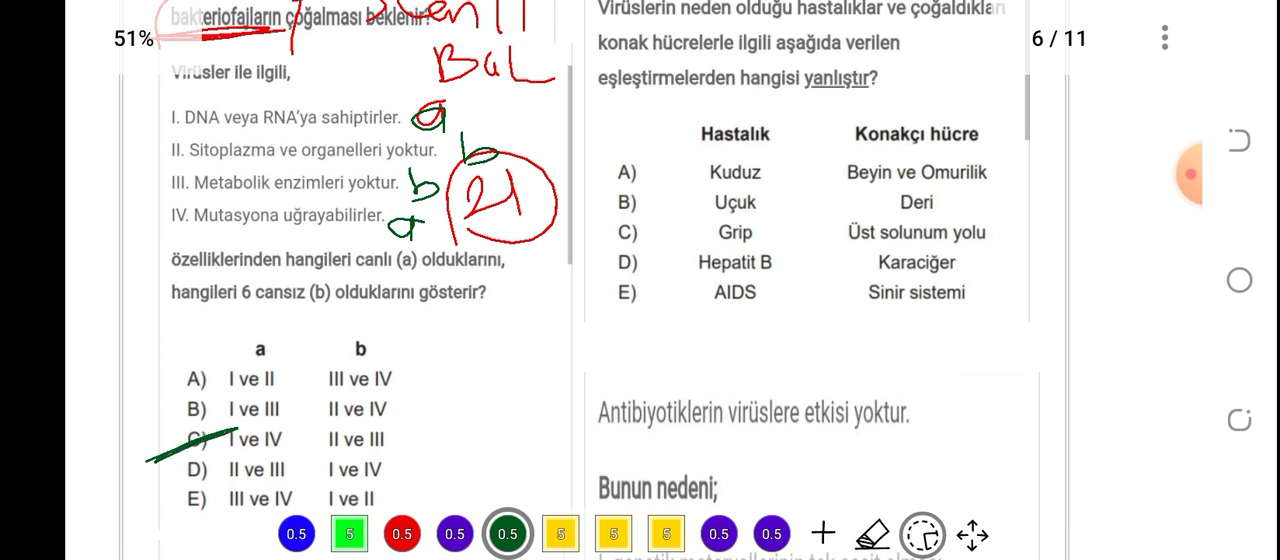 bakteriofajların çoğalması beklenir?
BuL
51%
Virüsler ile ilgili,
I. DNA veya RNA'ya sahiptirler. a
II. Sitoplazma ve organelleri yoktur. b
III. Metabolik enzimleri yoktur. b
IV. Mutasyona uğrayabilirler. a
21
özelliklerinden hangileri canlı (a) olduklarını,
hangileri 6 cansız (b) olduklarını gösterir?
a b
A) I ve II III ve IV
B) I ve III II ve IV
C) I ve IV II ve III
D) II ve III I ve IV
E) III ve IV I ve II
Virüslerin neden olduğu hastalıklar ve çoğaldıkları
konak hücrelerle ilgili aşağıda verilen
6 / 11
eşleştirmelerden hangisi yanlıştır?
Hastalık Konakçı hücre
A) Kuduz Beyin ve Omurilik
B) Uçuk Deri
C) Grip Üst solunum yolu
D) Hepatit B Karaciğer
E) AIDS Sinir sistemi
Antibiyotiklerin virüslere etkisi yoktur.
Bunun nedeni;
0.5 5 0.5 0.5 0.5 5 5 5 0.5 0.5